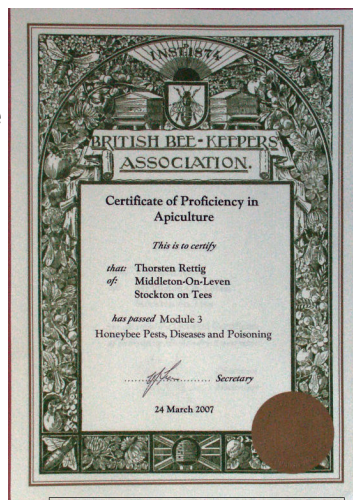 INST 1874
BRITISH BEE-KEEPERS
ASSOCIATION.
Certificate of Proficiency in
Apiculture
This is to certify
that: Thorsten Rettig
of: Middleton-On-Leven
Stockton on Tees
has passed Module 3
Honeybee Pests, Diseases and Poisoning
Secretary
24 March 2007